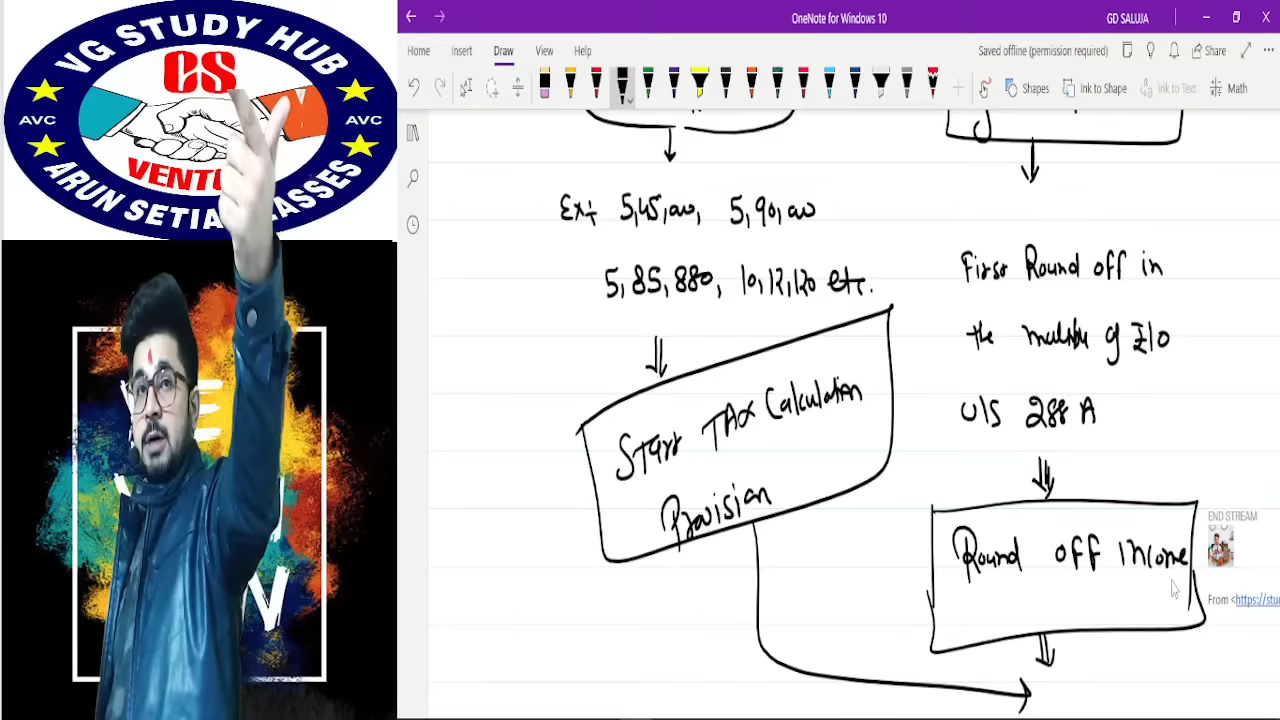 VG STUDY HUB
CS
AVC
AVC
VENTU
ARUN SETIA CLASSES
OneNote for Windows 10
GD SALUJA
Home Insert Draw View Help
Saved offline (permission required)
Share
Shapes
Ink to Shape
Ink to Text
Math
Ex:- 5,45,000, 5,90,000
5,85,880, 10,12,120 etc.
Start TAX Calculation
Provision
First Round off in
the multiple of ₹10
U/S 288 A
Round off income
END STREAM
From <https://stu